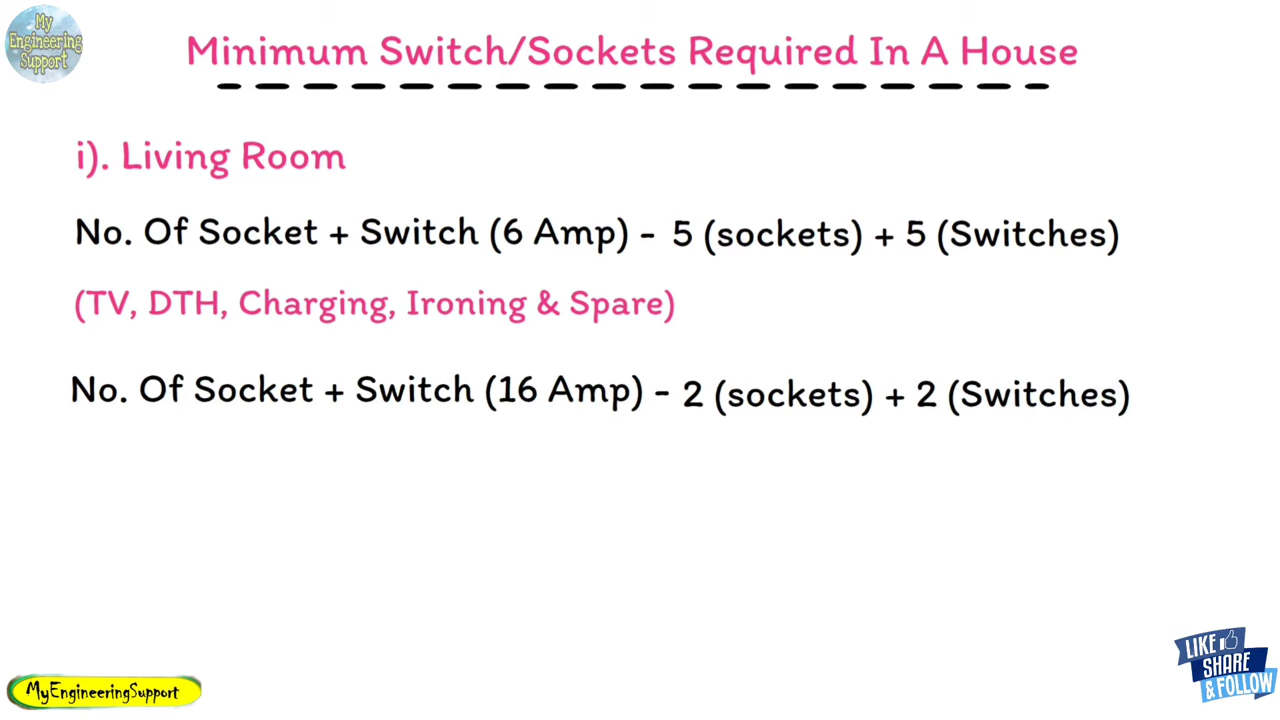 My
Engineering
Support
Minimum Switch/Sockets Required In A House
i). Living Room
No. Of Socket + Switch (6 Amp) - 5 (sockets) + 5 (Switches)
(TV, DTH, Charging, Ironing & Spare)
No. Of Socket + Switch (16 Amp) - 2 (sockets) + 2 (Switches)
MyEngineeringSupport
LIKE
SHARE
& FOLLOW